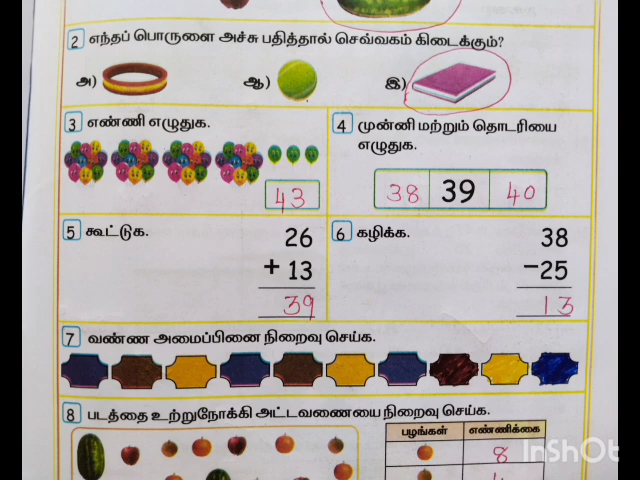 2 எந்தப் பொருளை அச்சு பதித்தால் செவ்வகம் கிடைக்கும்?
அ) ஆ) இ)
3 எண்ணி எழுதுக.
43
4 முன்னி மற்றும் தொடரியை
எழுதுக.
38 39 40
5 கூட்டுக.
26
+ 13
39
6 கழிக்க.
38
−25
13
7 வண்ண அமைப்பினை நிறைவு செய்க.
8 படத்தை உற்றுநோக்கி அட்டவணையை நிறைவு செய்க.
பழங்கள் எண்ணிக்கை
8
InShOt